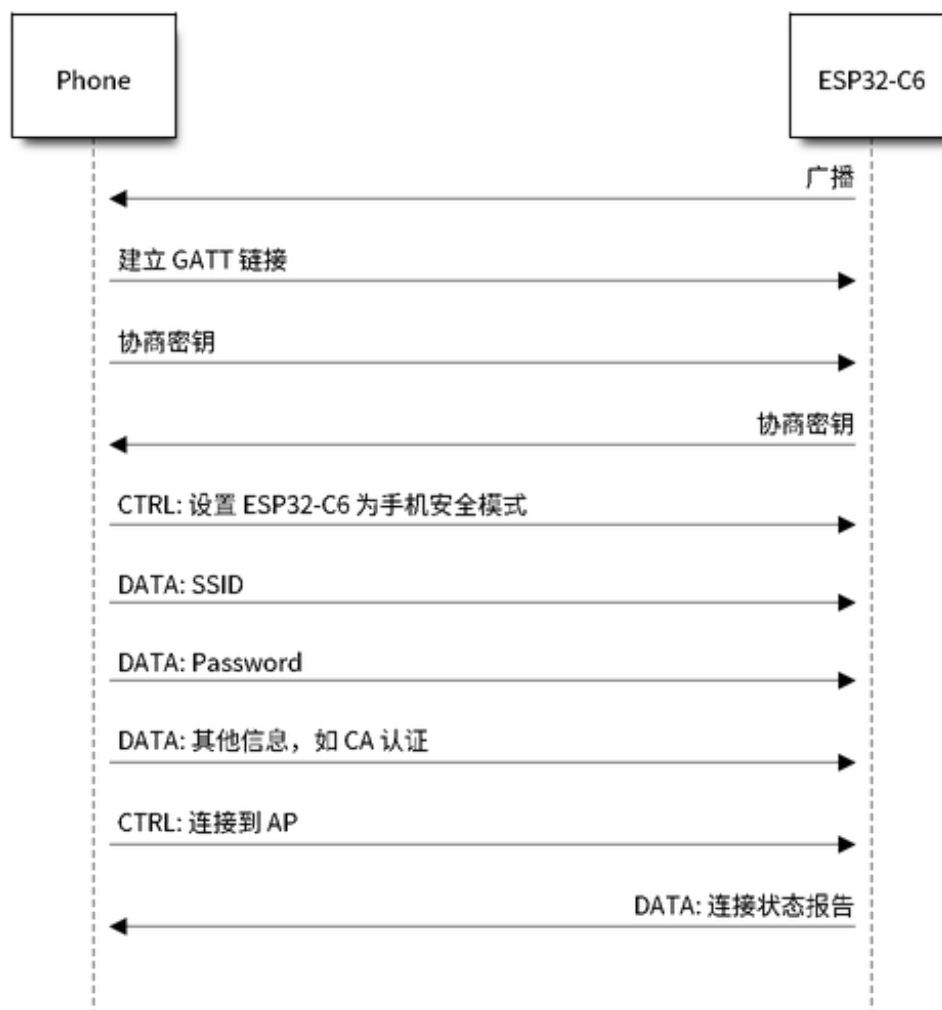 Phone
ESP32-C6
广播
建立 GATT 链接
协商密钥
协商密钥
CTRL: 设置 ESP32-C6 为手机安全模式
DATA: SSID
DATA: Password
DATA: 其他信息，如 CA 认证
CTRL: 连接到 AP
DATA: 连接状态报告